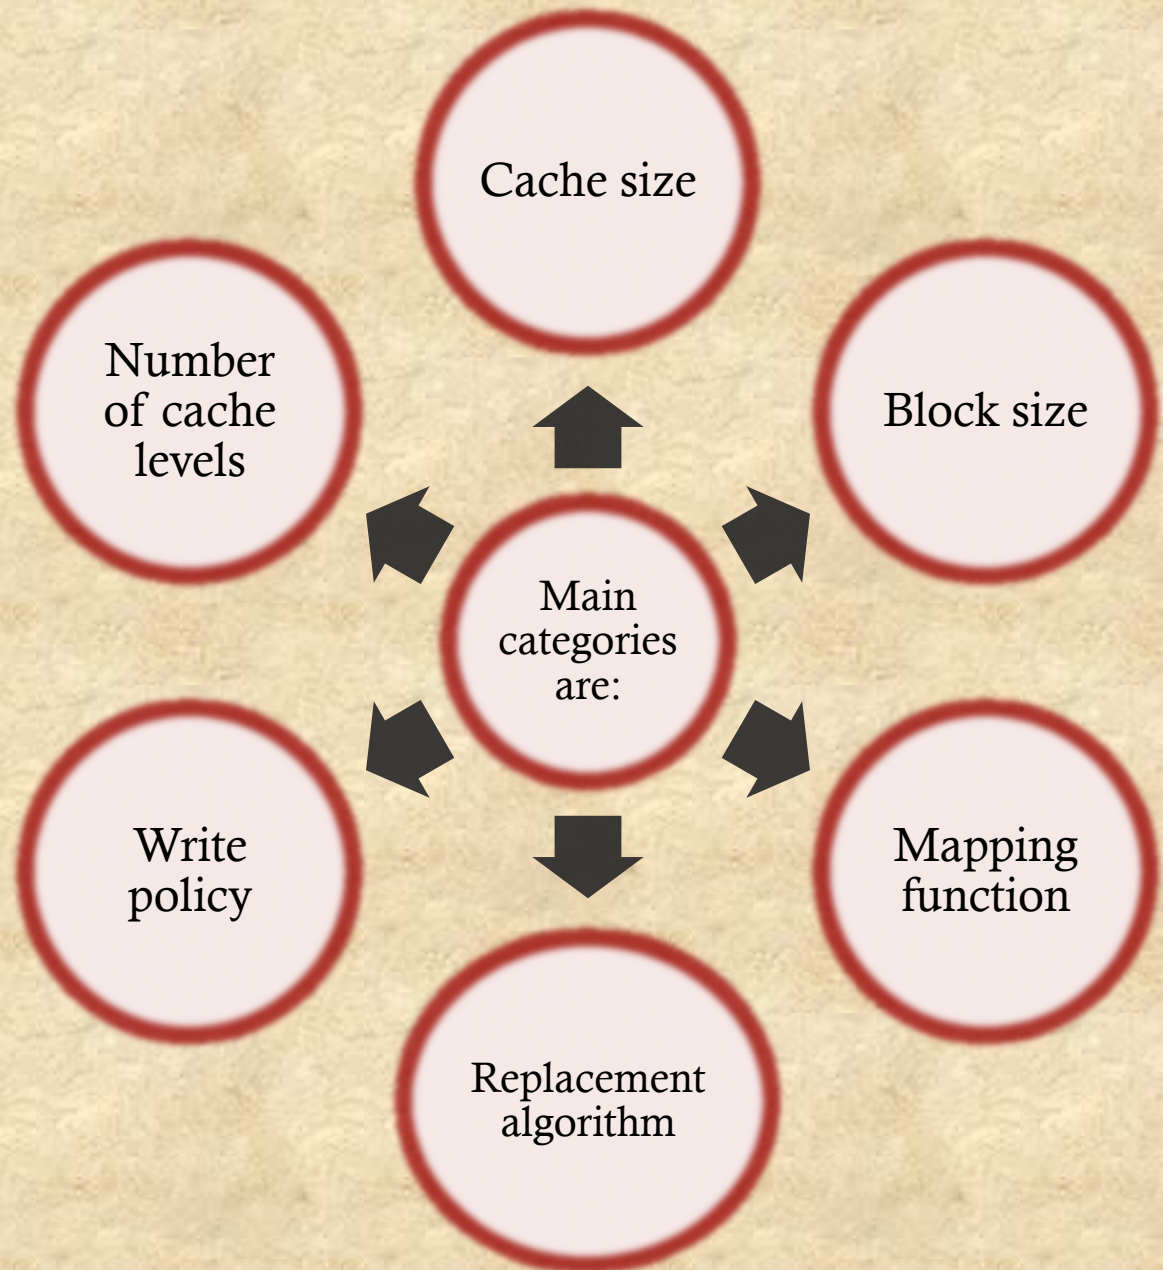 Cache size
Number
of cache
levels
Block size
Main
categories
are:
Write
policy
Mapping
function
Replacement
algorithm